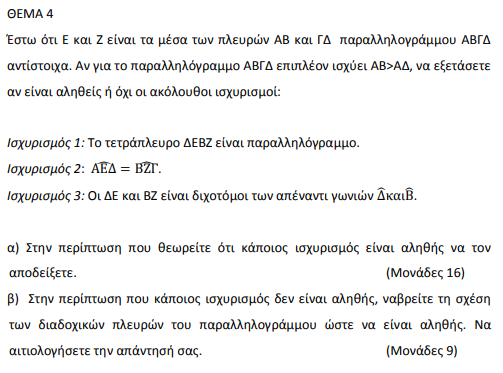 ΘΕΜΑ 4
Έστω ότι Ε και Ζ είναι τα μέσα των πλευρών ΑΒ και ΓΔ παραλληλογράμμου ΑΒΓΔ
αντίστοιχα. Αν για το παραλληλόγραμμο ΑΒΓΔ επιπλέον ισχύει ΑΒ>ΑΔ, να εξετάσετε
αν είναι αληθείς ή όχι οι ακόλουθοι ισχυρισμοί:
Ισχυρισμός 1: Το τετράπλευρο ΔΕΒΖ είναι παραλληλόγραμμο.
Ισχυρισμός 2: ΑÊΔ = ΒẐΓ.
Ισχυρισμός 3: Οι ΔΕ και ΒΖ είναι διχοτόμοι των απέναντι γωνιών Δ̂καιΒ̂.
α) Στην περίπτωση που θεωρείτε ότι κάποιος ισχυρισμός είναι αληθής να τον
αποδείξετε. (Μονάδες 16)
β) Στην περίπτωση που κάποιος ισχυρισμός δεν είναι αληθής, ναβρείτε τη σχέση
των διαδοχικών πλευρών του παραλληλογράμμου ώστε να είναι αληθής. Να
αιτιολογήσετε την απάντησή σας. (Μονάδες 9)